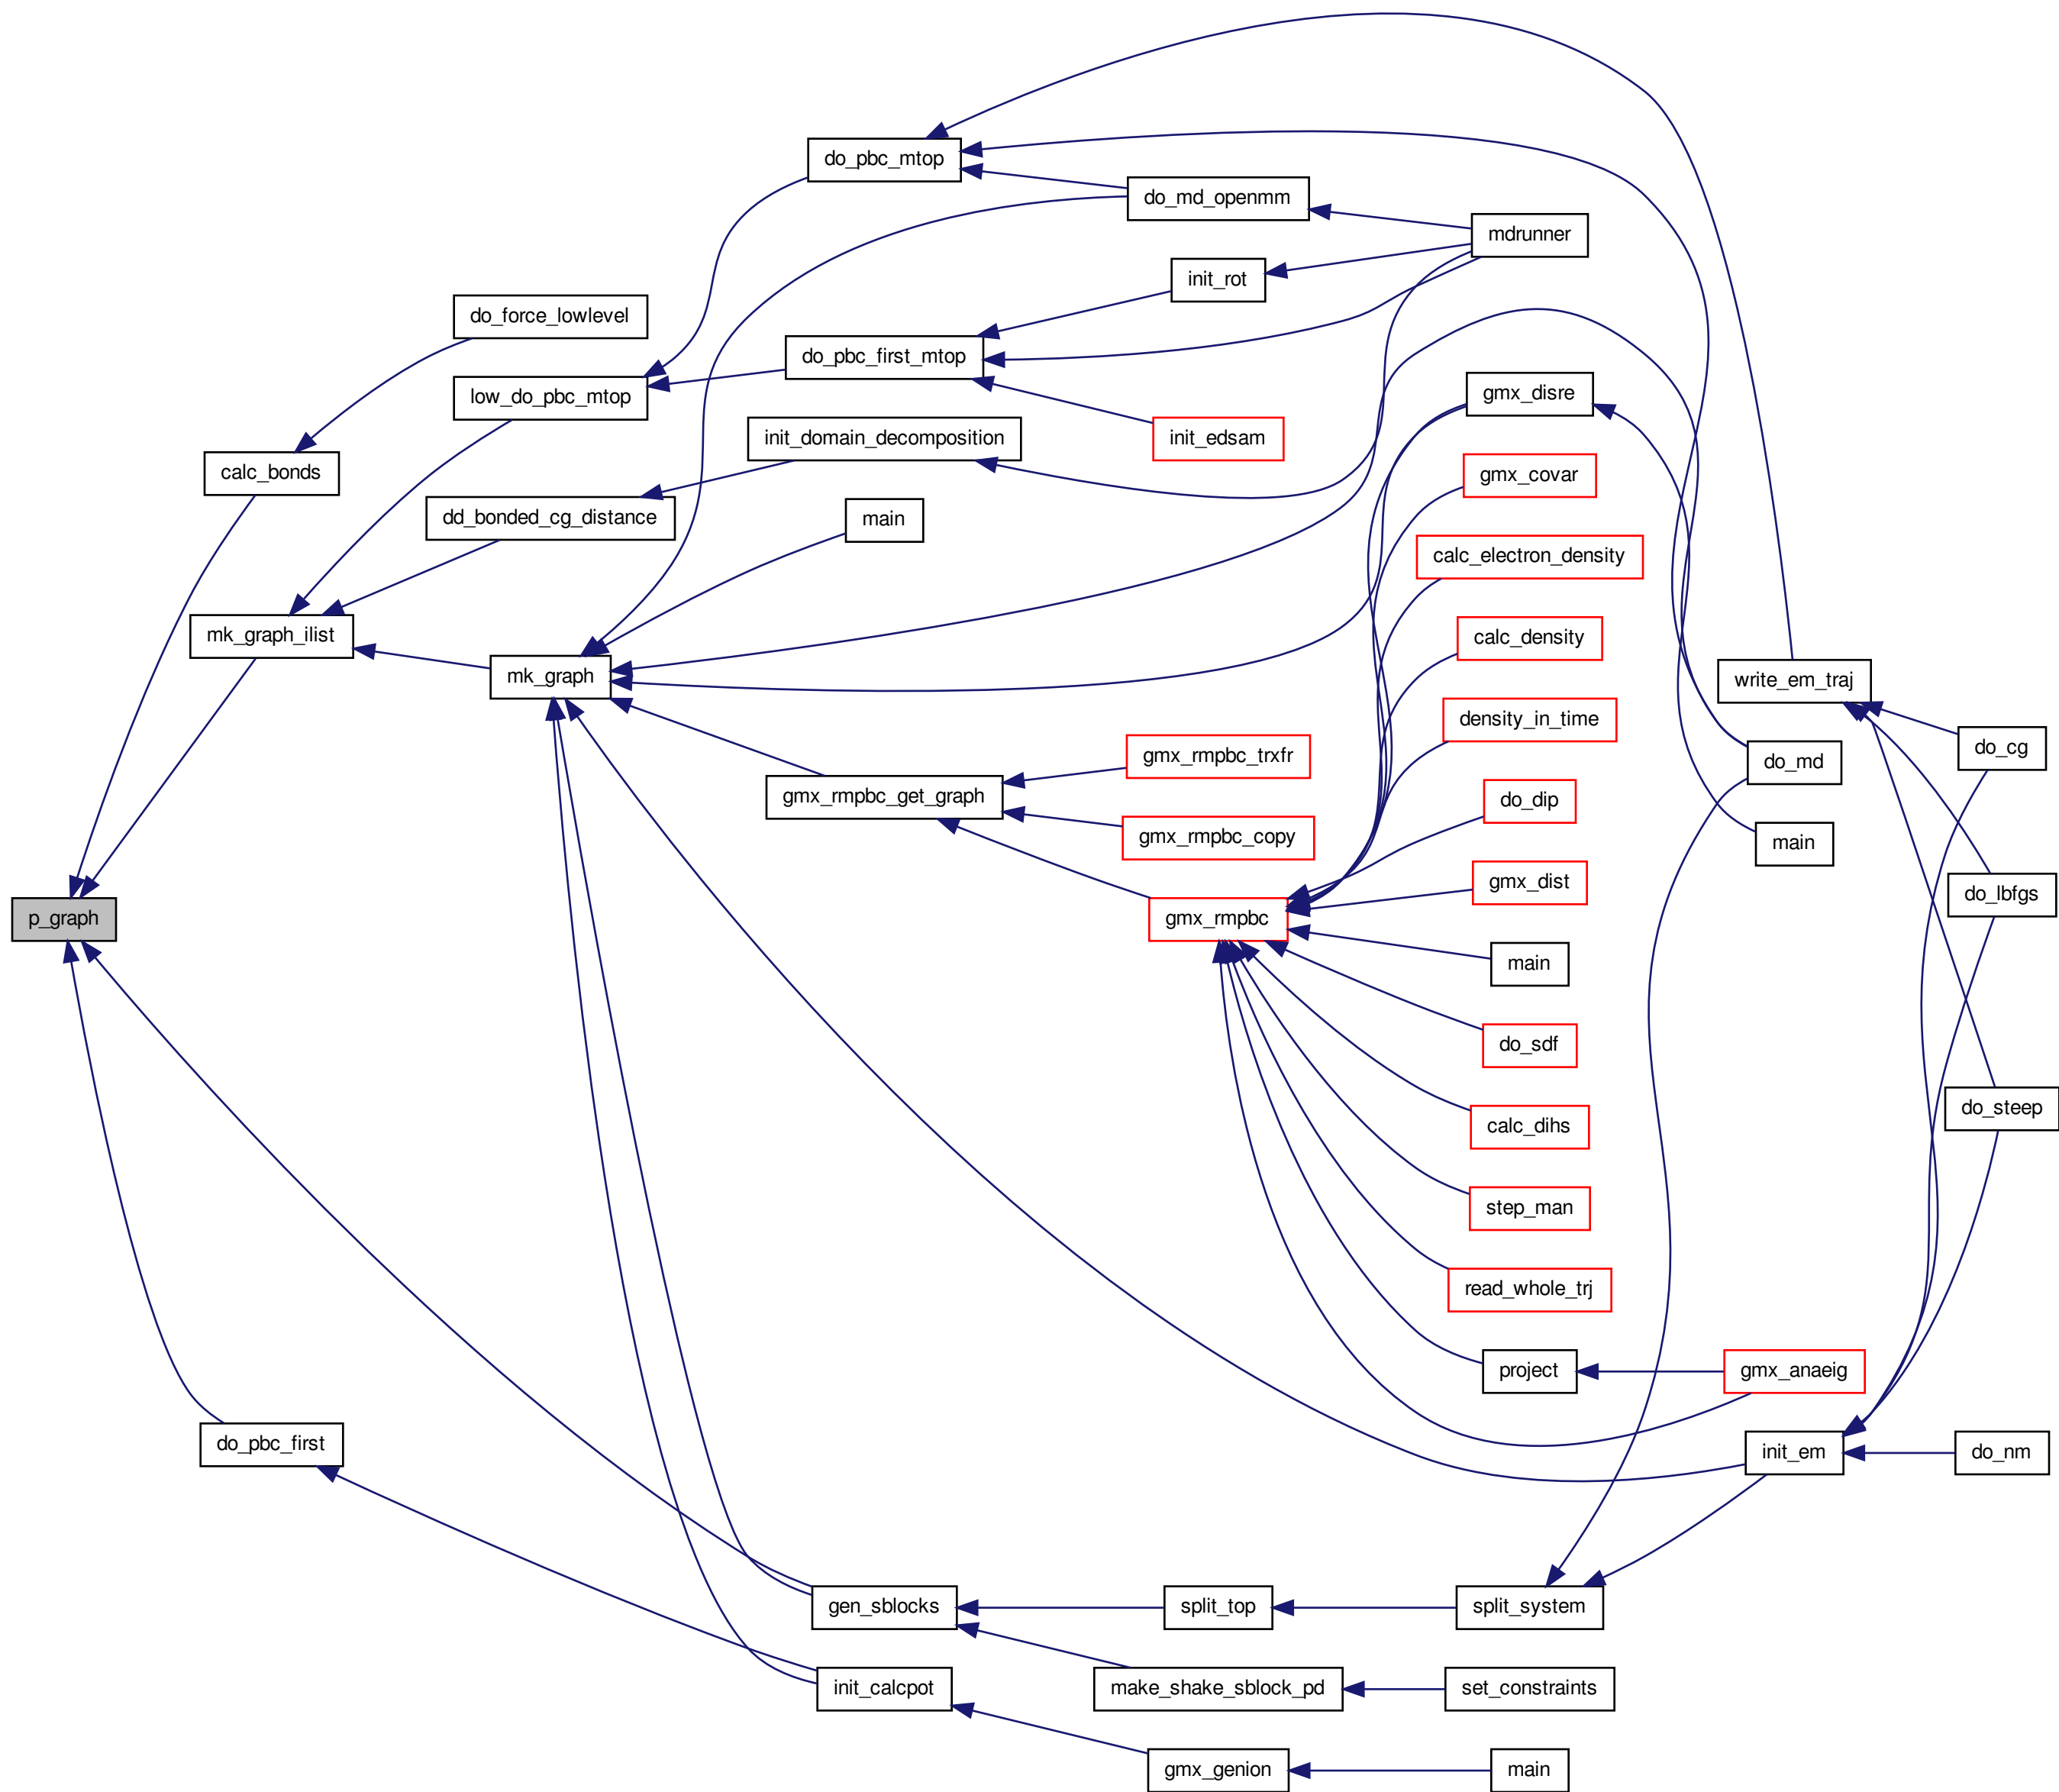 do_pbc_mtop
do_md_openmm
mdrunner
init_rot
do_force_lowlevel
do_pbc_first_mtop
low_do_pbc_mtop
gmx_disre
init_domain_decomposition
init_edsam
calc_bonds
gmx_covar
dd_bonded_cg_distance
main
calc_electron_density
mk_graph_ilist
calc_density
mk_graph
write_em_traj
density_in_time
gmx_rmpbc_trxfr
do_cg
do_md
gmx_rmpbc_get_graph
do_dip
gmx_rmpbc_copy
main
gmx_dist
do_lbfgs
p_graph
gmx_rmpbc
main
do_sdf
do_steep
calc_dihs
step_man
read_whole_trj
project
gmx_anaeig
do_pbc_first
init_em
do_nm
gen_sblocks
split_top
split_system
init_calcpot
make_shake_sblock_pd
set_constraints
gmx_genion
main